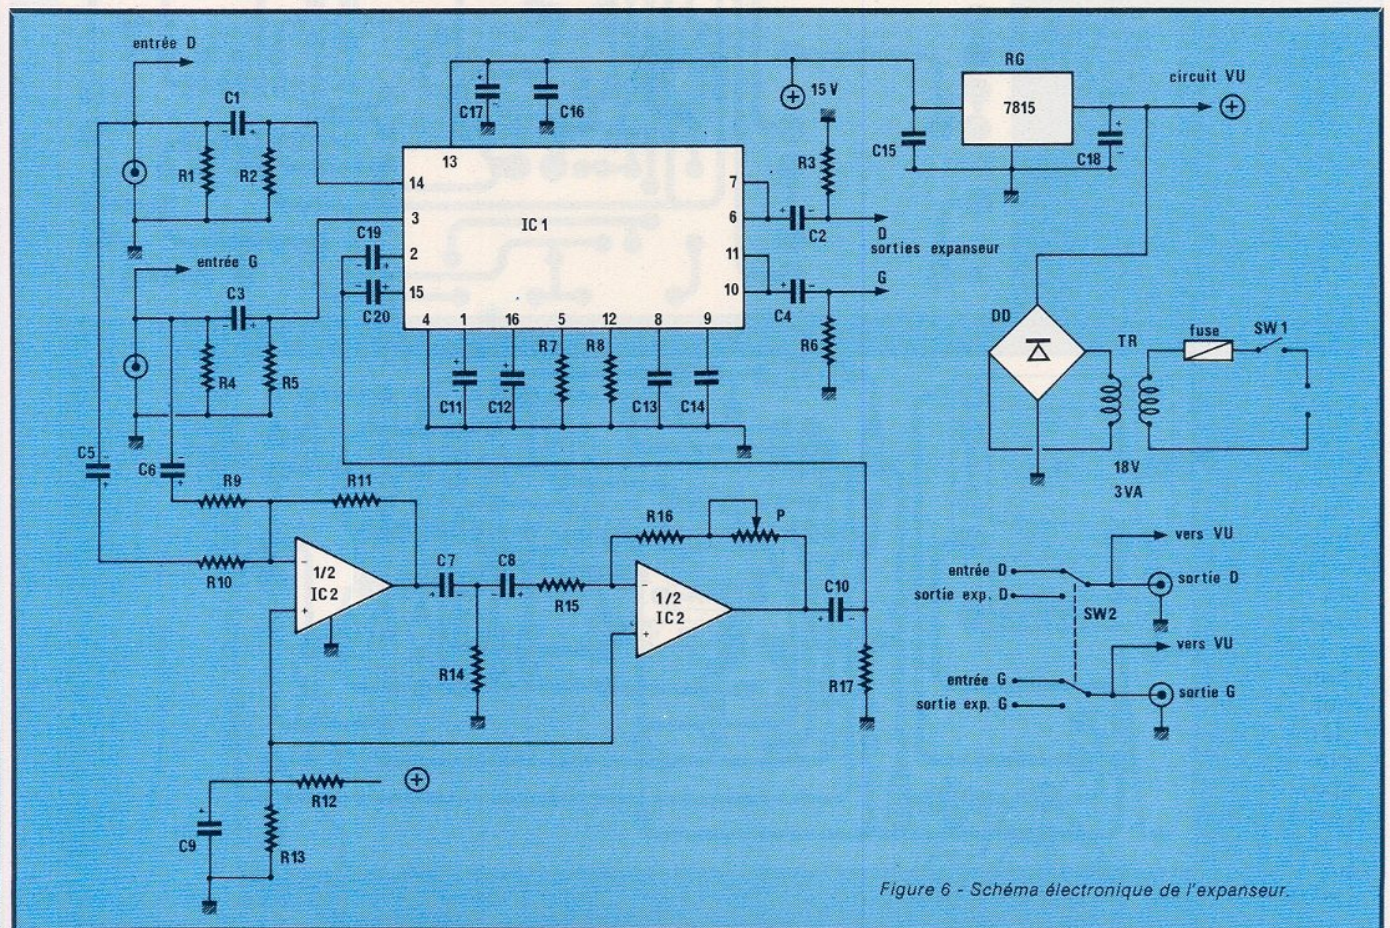 entrée D
C1
R1
R2
C17
C16
15 V
RG
7815
circuit VU
C15
C18
R3
13
14
3
2
15
IC 1
7
6
11
10
4
1
16
5
12
8
9
C2
D
sorties expanseur
G
C4
R6
entrée G
C3
R4
R5
C19
C20
C11
C12
R7
R8
C13
C14
DD
TR
fuse
SW1
18V
3VA
C5
C6
R9
R10
R11
1/2
IC2
C7
C8
R14
R15
R16
P
1/2
IC2
C10
R17
R12
C9
R13
vers VU
entrée D
sortie D
sortie exp. D
SW2
vers VU
entrée G
sortie G
sortie exp. G
Figure 6 - Schéma électronique de l'expanseur.